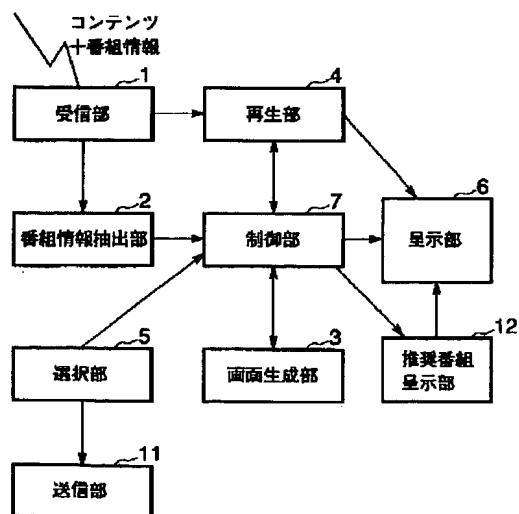 コンテンツ
+番組情報
1
受信部
4
再生部
2
番組情報抽出部
7
制御部
6
呈示部
5
選択部
3
画面生成部
12
推奨番組
呈示部
11
送信部